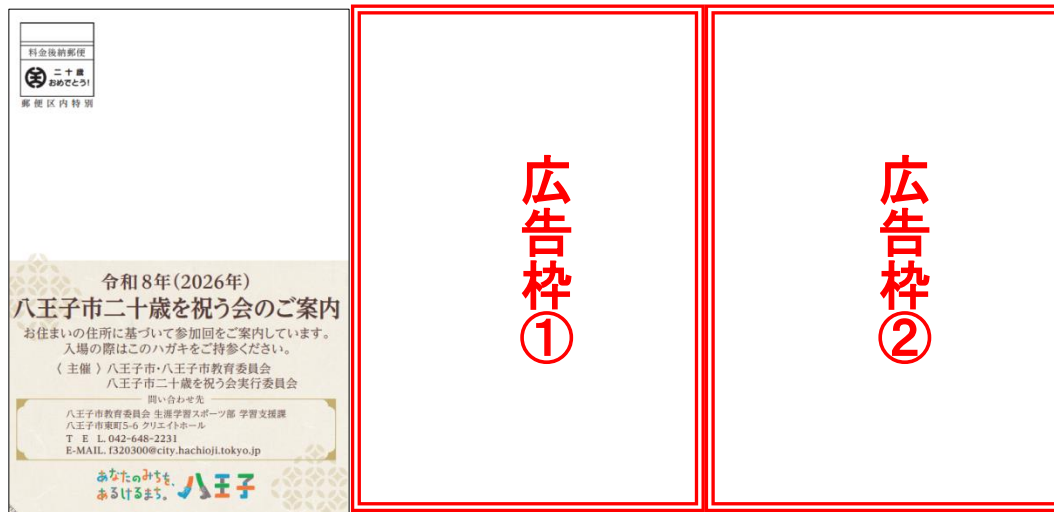 料金後納郵便
二十歳
おめでとう!
郵便区内特別
令和8年(2026年)
八王子市二十歳を祝う会のご案内
お住まいの住所に基づいて参加回をご案内しています。
入場の際はこのハガキをご持参ください。
〈 主催 〉八王子市・八王子市教育委員会
八王子市二十歳を祝う会実行委員会
問い合わせ先
八王子市教育委員会 生涯学習スポーツ部 学習支援課
八王子市東町5-6 クリエイトホール
T E L. 042-648-2231
E-MAIL. f320300@city.hachioji.tokyo.jp
あなたのみちを、
あるけるまち。八王子
広告枠①
広告枠②